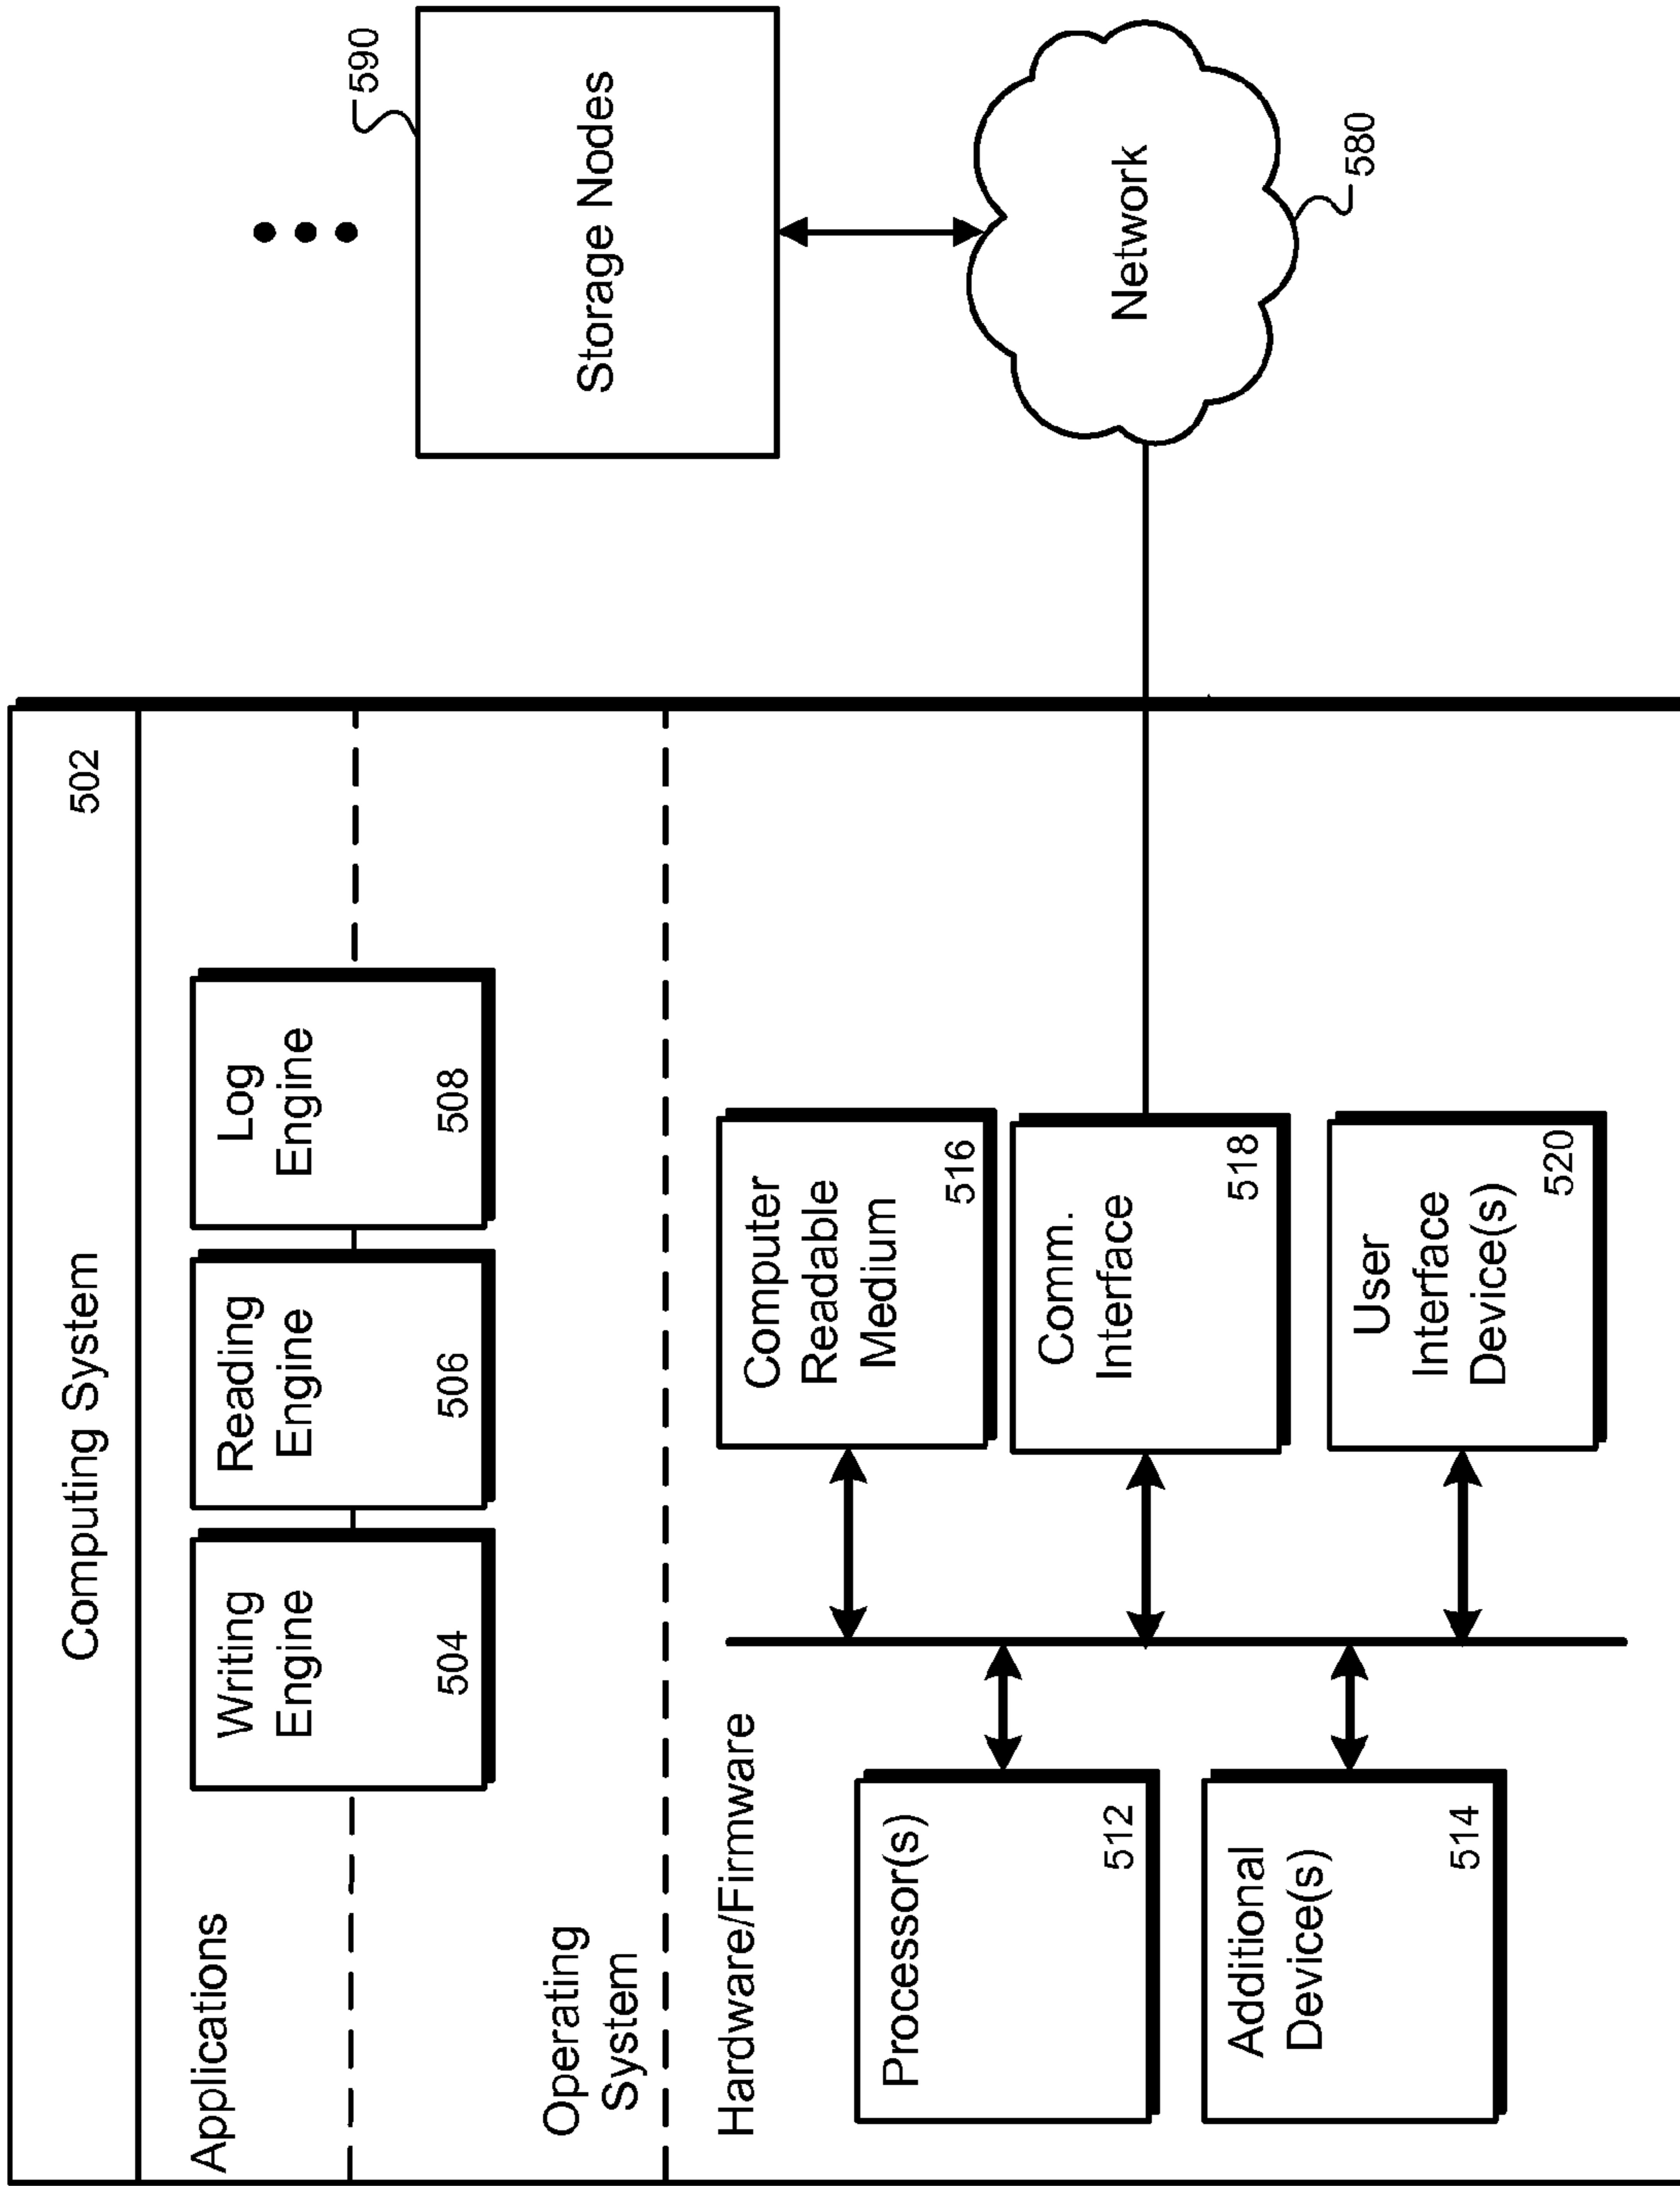 Computing System
502
Applications
Writing
Engine
504
Reading
Engine
506
Log
Engine
508
Operating
System
Hardware/Firmware
Processor(s)
512
Additional
Device(s)
514
Computer
Readable
Medium
516
Comm.
Interface
518
User
Interface
Device(s)
520
590
Storage Nodes
Network
580